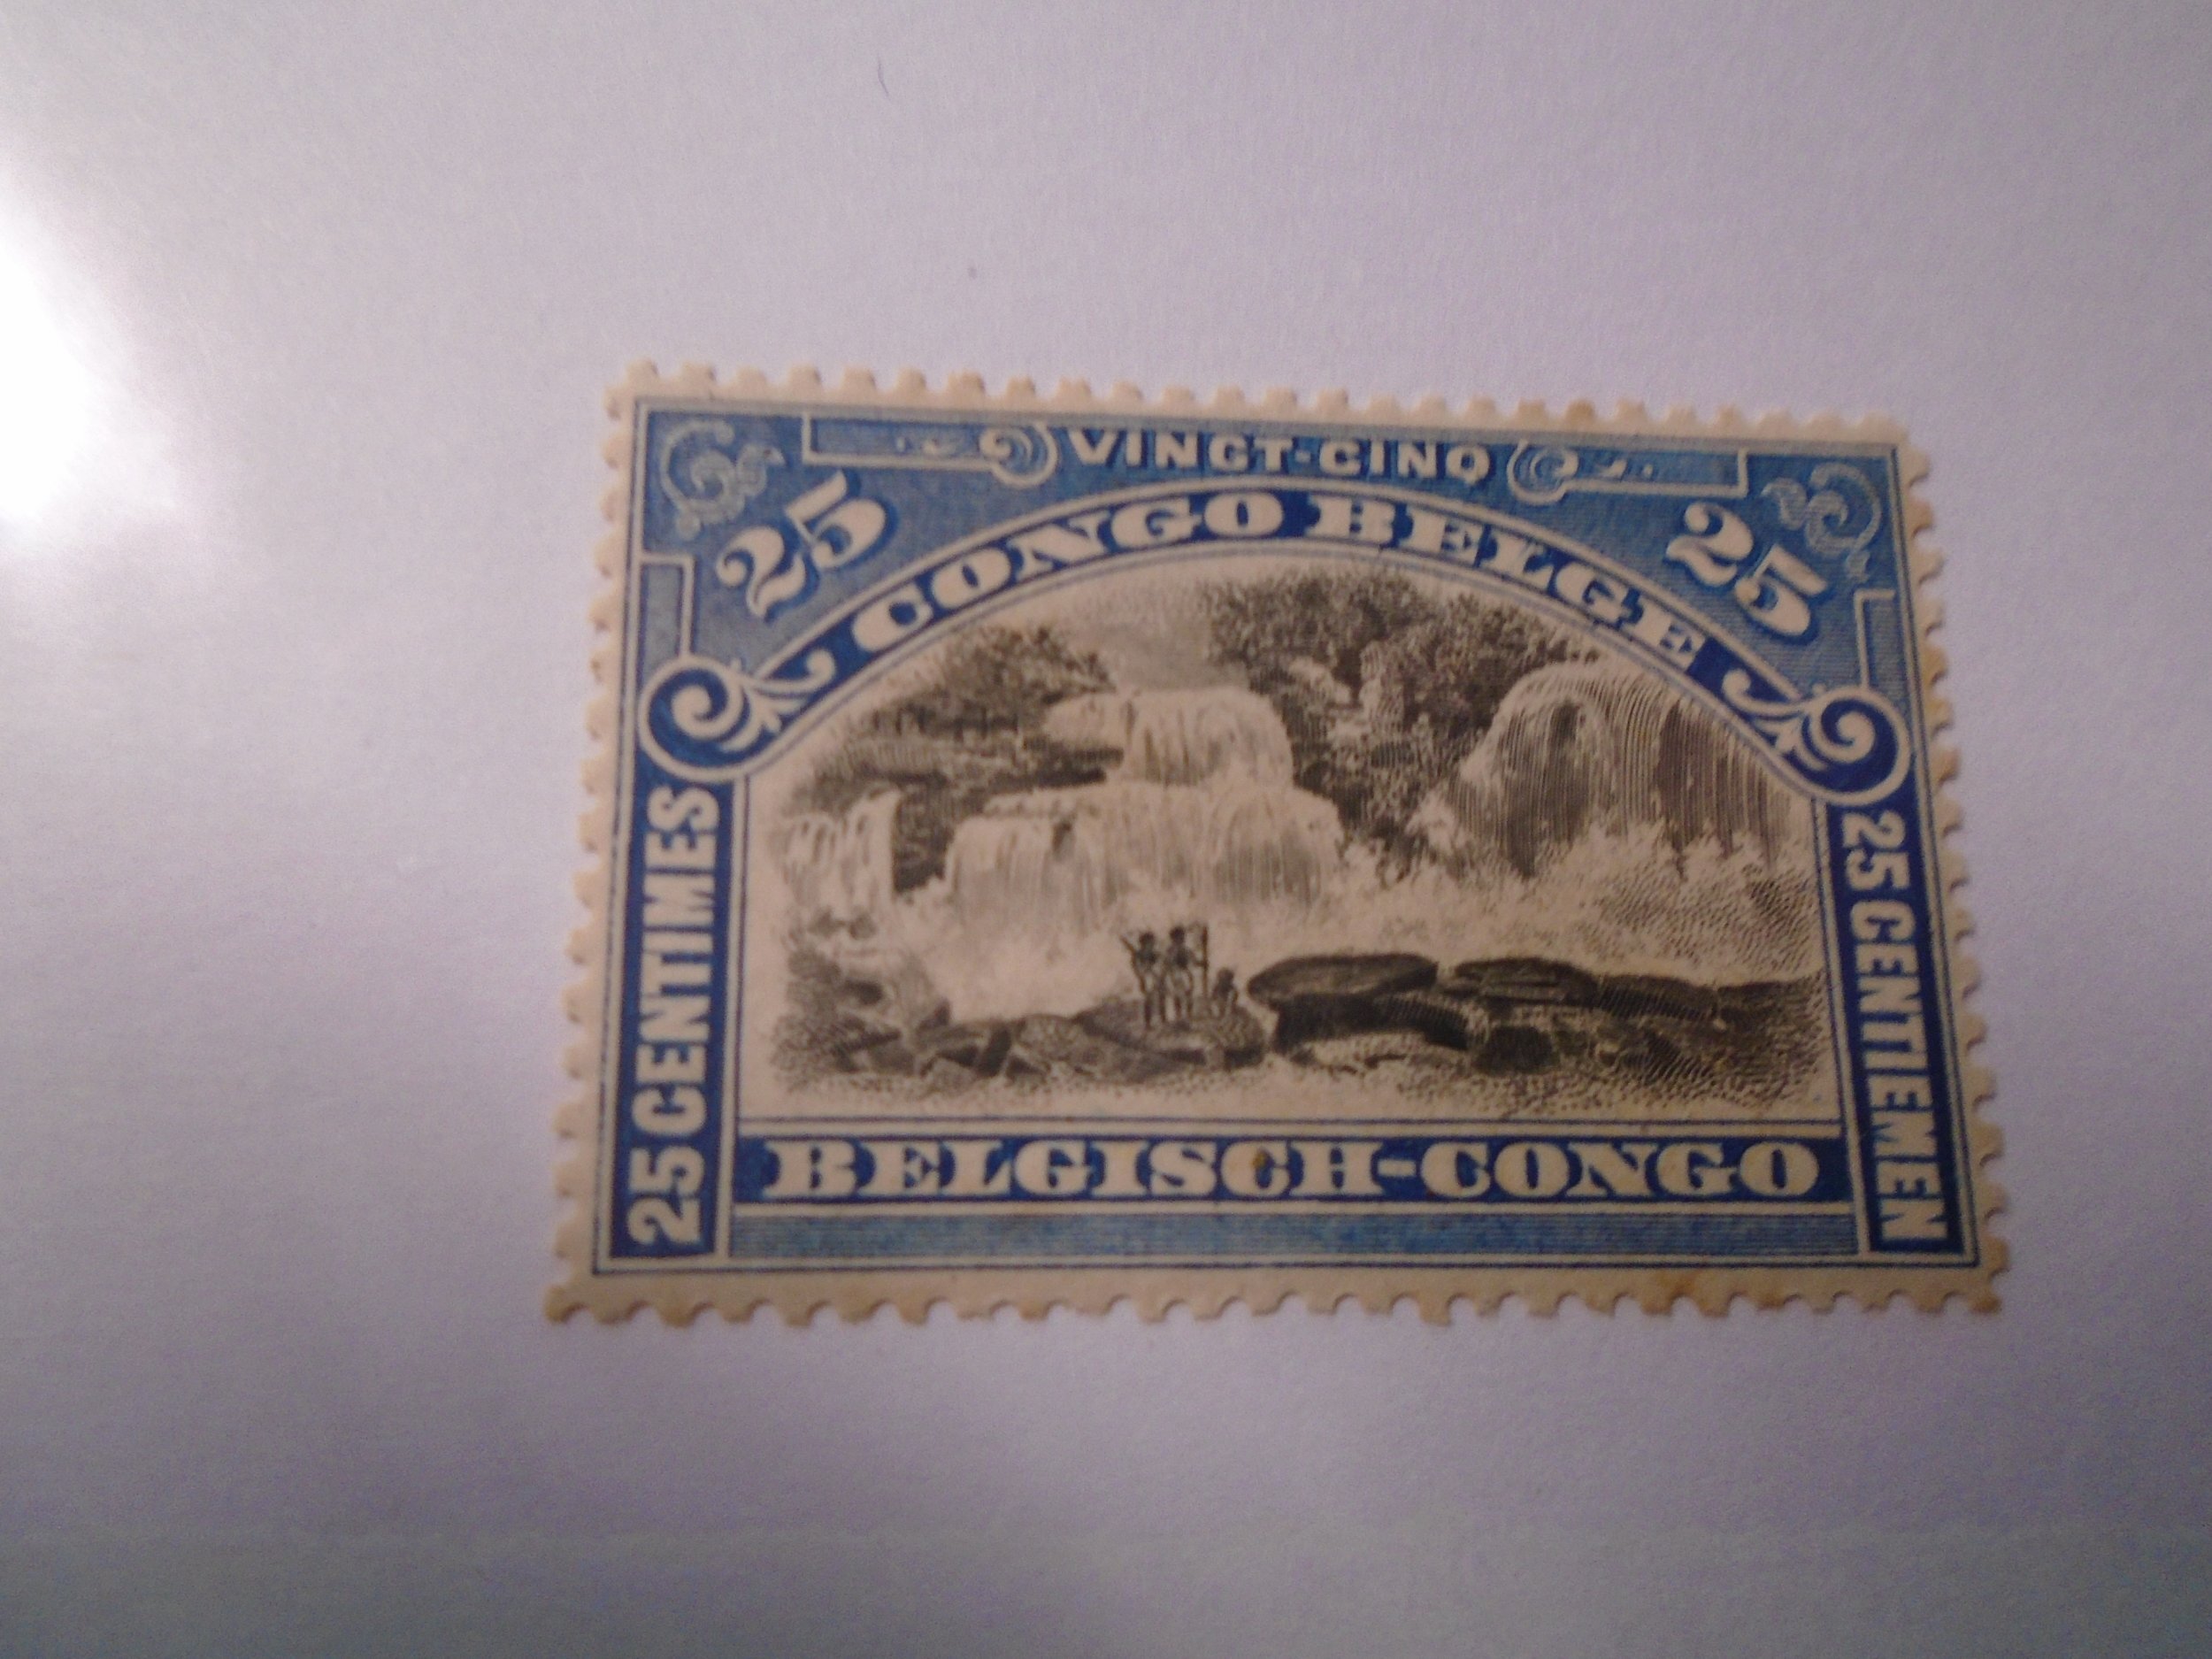 VINGT-CINQ
25
25
CONGO BELGE
25 CENTIMES
25 CENTIEMEN
BELGISCH-CONGO